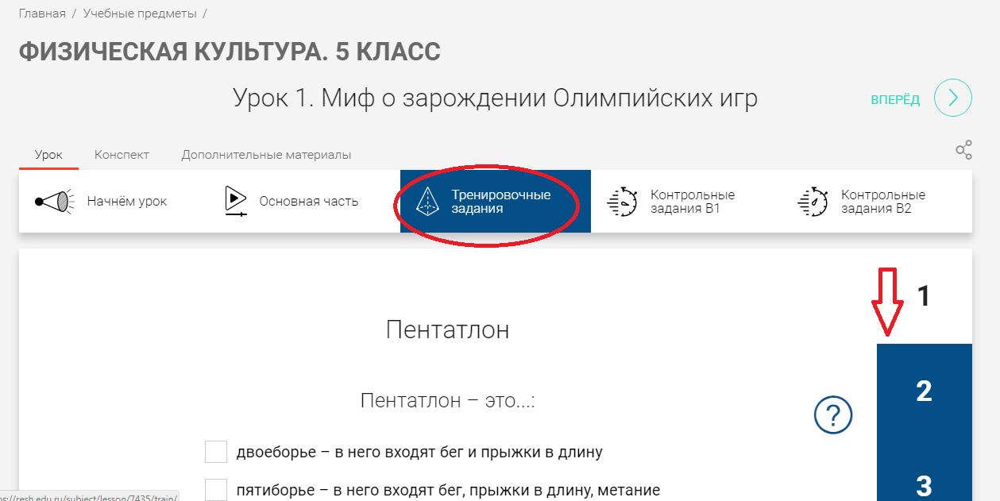 Главная / Учебные предметы /
ФИЗИЧЕСКАЯ КУЛЬТУРА. 5 КЛАСС
Урок 1. Миф о зарождении Олимпийских игр
ВПЕРЁД
Урок
Конспект
Дополнительные материалы
Начнём урок
Основная часть
Тренировочные
задания
Контрольные
задания В1
Контрольные
задания В2
1
Пентатлон
2
Пентатлон – это...:
?
двоеборье – в него входят бег и прыжки в длину
3
пятиборье – в него входят бег, прыжки в длину, метание
ps://resh.edu.ru/subject/lesson/7435/train/